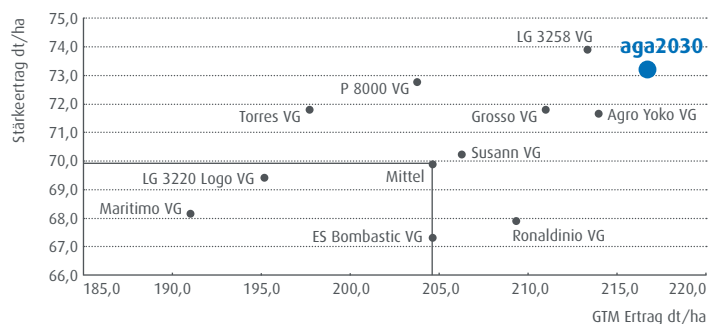 Stärkeertrag dt/ha
75,0
74,0
73,0
72,0
71,0
70,0
69,0
68,0
67,0
66,0
LG 3258 VG
aga2030
P 8000 VG
Torres VG
Grosso VG
Agro Yoko VG
Susann VG
LG 3220 Logo VG
Mittel
Maritimo VG
ES Bombastic VG
Ronaldinio VG
185,0 190,0 195,0 200,0 205,0 210,0 215,0 220,0
GTM Ertrag dt/ha